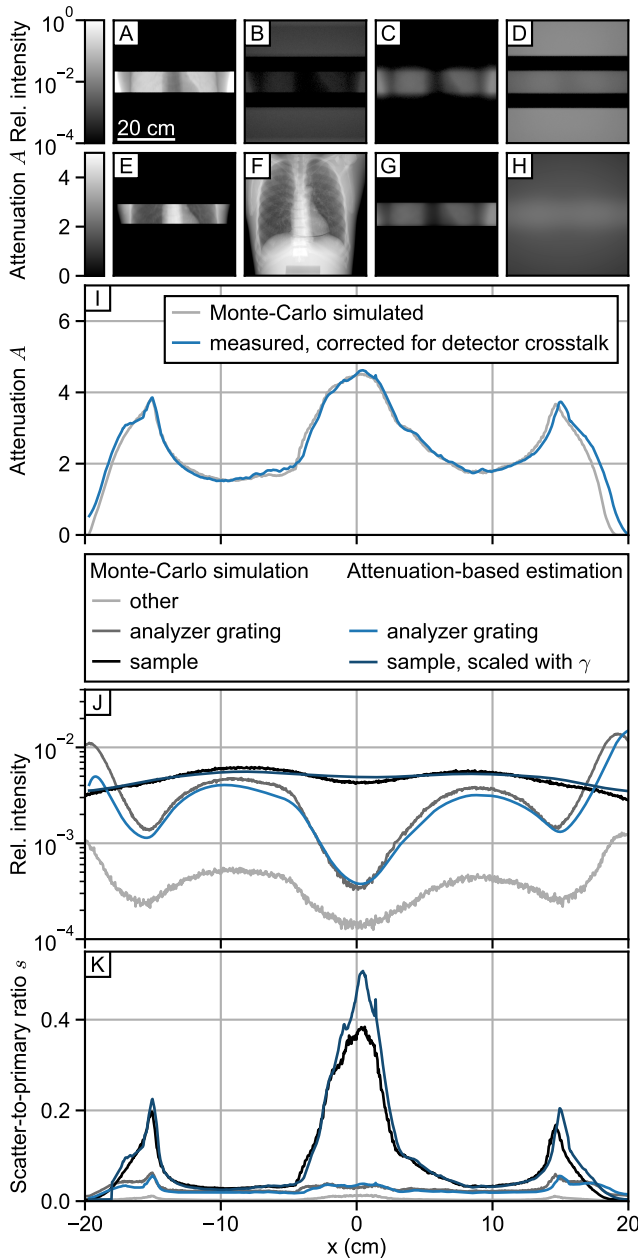 Rel. intensity
10⁰
10⁻²
10⁻⁴
A
20 cm
B
C
D
Attenuation A
4
2
0
E
F
G
H
I
Attenuation A
6
4
2
0
Monte-Carlo simulated
measured, corrected for detector crosstalk
Monte-Carlo simulation
other
analyzer grating
sample
Attenuation-based estimation
analyzer grating
sample, scaled with γ
J
Rel. intensity
10⁻²
10⁻³
10⁻⁴
K
Scatter-to-primary ratio s
0.4
0.2
0.0
−20
−10
0
10
20
x (cm)